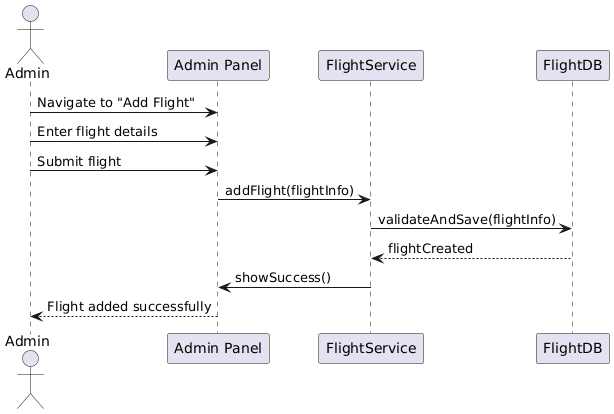 Admin
Admin Panel
FlightService
FlightDB
Navigate to "Add Flight"
Enter flight details
Submit flight
addFlight(flightInfo)
validateAndSave(flightInfo)
flightCreated
showSuccess()
Flight added successfully
Admin
Admin Panel
FlightService
FlightDB